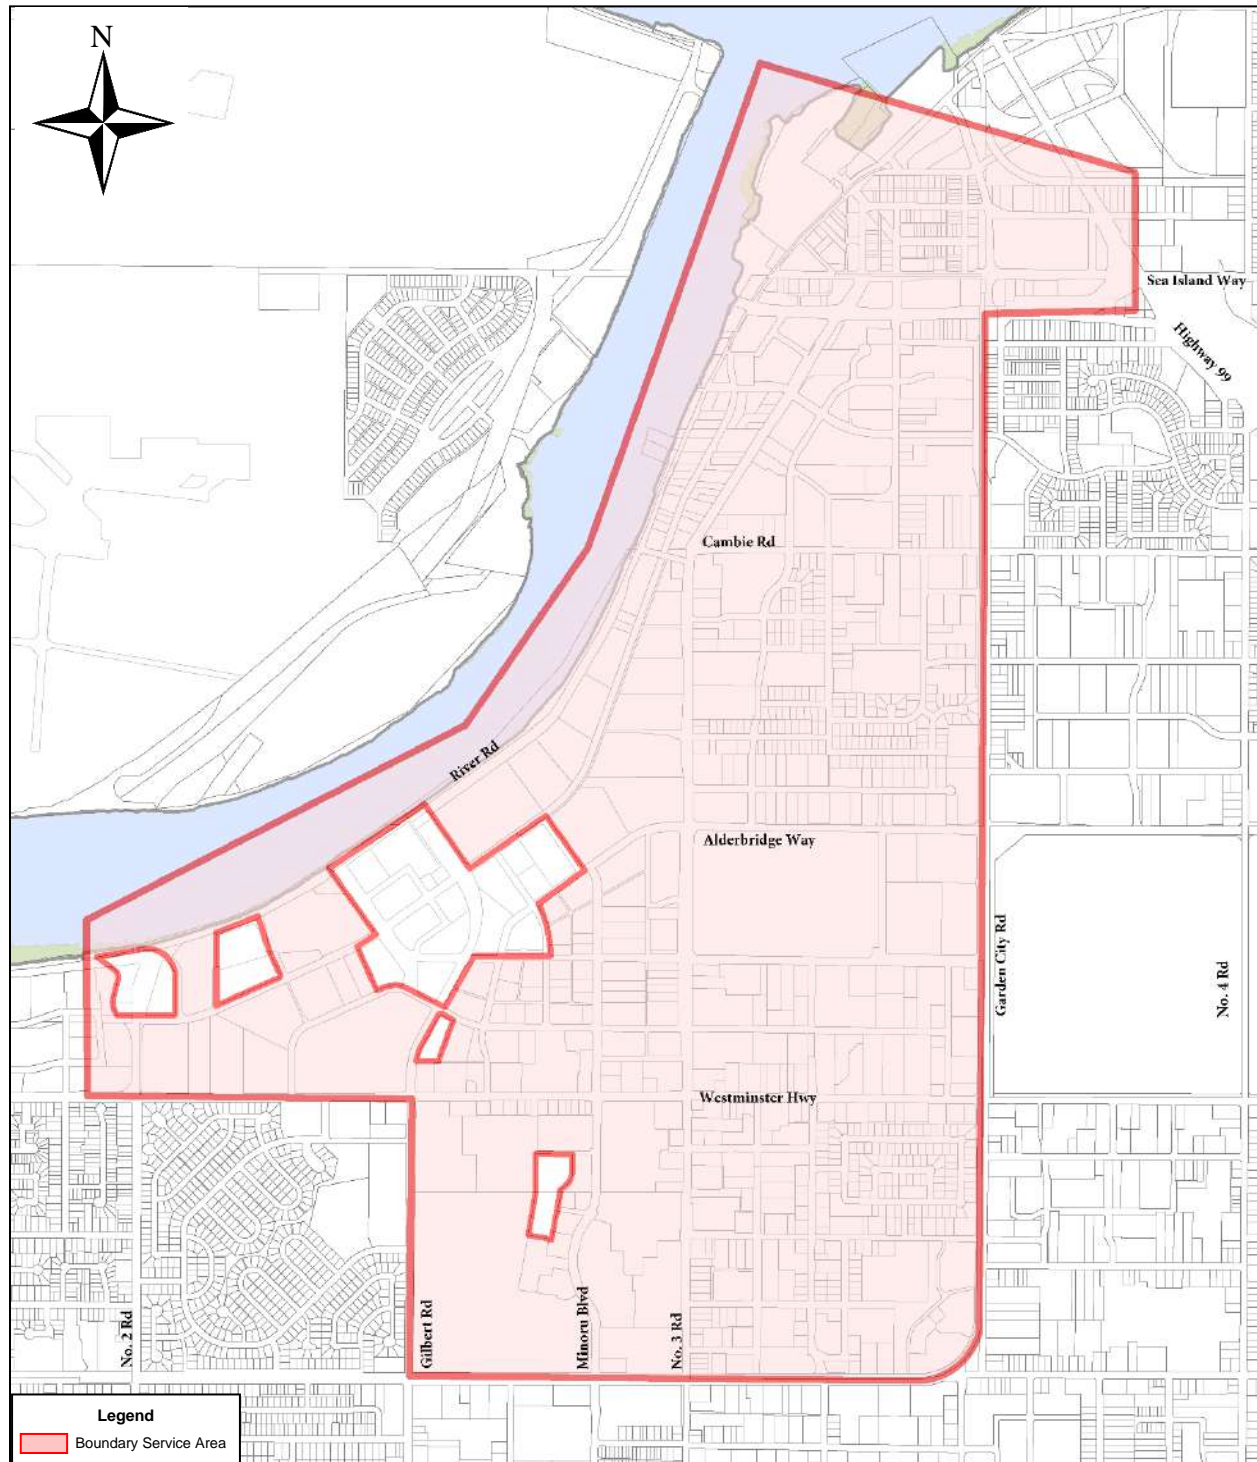 N
Sea Island Way
Highway 99
Cambie Rd
River Rd
Alderbridge Way
Garden City Rd
No. 4 Rd
Westminster Hwy
No. 2 Rd
Gilbert Rd
Minoru Blvd
No. 3 Rd
Legend
Boundary Service Area